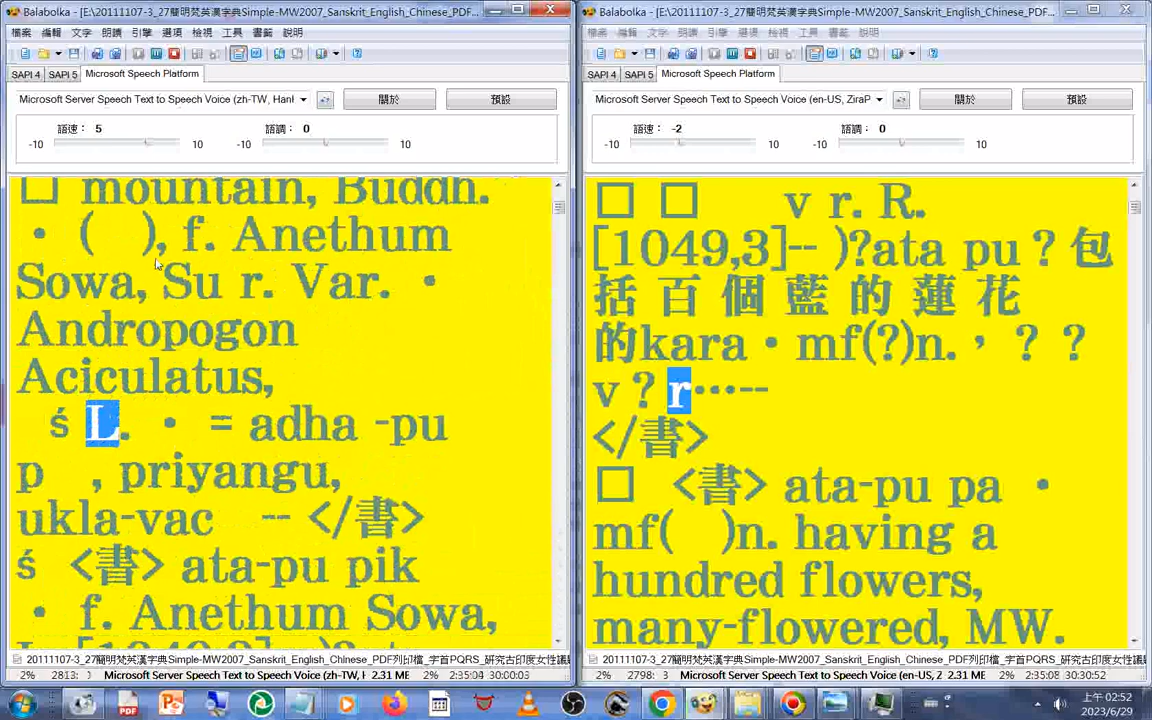 Balabolka - [E:\20111107-3_27簡明梵英漢字典Simple-MW2007_Sanskrit_English_Chinese_PDF...
檔案 編輯 文字 朗讀 引擎 選項 檢視 工具 書籤 說明
SAPI 4 SAPI 5 Microsoft Speech Platform
Microsoft Server Speech Text to Speech Voice (zh-TW, Hanl
關於 預設
語速： 5 語調： 0
-10 10 -10 10
□ mountain, Buddh.
• ( ), f. Anethum
Sowa, Su r. Var. •
Andropogon
Aciculatus,
ś L. • = adha -pu
p , priyangu,
ukla-vac -- </書>
ś <書> ata-pu pik
• f. Anethum Sowa,
20111107-3_27簡明梵英漢字典Simple-MW2007_Sanskrit_English_Chinese_PDF列印檔_字首PQRS_研究古印度女性議題
2% 2813: Microsoft Server Speech Text to Speech Voice (zh-TW, H 2.31 ME 2:35:04 30:00:03
Balabolka - [E:\20111107-3_27簡明梵英漢字典Simple-MW2007_Sanskrit_English_Chinese_PDF...
檔案 編輯 文字 朗讀 引擎 選項 檢視 工具 書籤 說明
SAPI 4 SAPI 5 Microsoft Speech Platform
Microsoft Server Speech Text to Speech Voice (en-US, ZiraP
關於 預設
語速： -2 語調： 0
-10 10 -10 10
□ □ v r. R.
[1049,3]-- )?ata pu？包
括百個藍的蓮花
的kara•mf(?)n.，？？
v？r…--
</書>
□ <書> ata-pu pa •
mf( )n. having a
hundred flowers,
many-flowered, MW.
20111107-3_27簡明梵英漢字典Simple-MW2007_Sanskrit_English_Chinese_PDF列印檔_字首PQRS_研究古印度女性議題
2% 2798: Microsoft Server Speech Text to Speech Voice (en-US, Z 2.31 ME 2:35:08 30:30:52
上午 02:52
2023/6/29